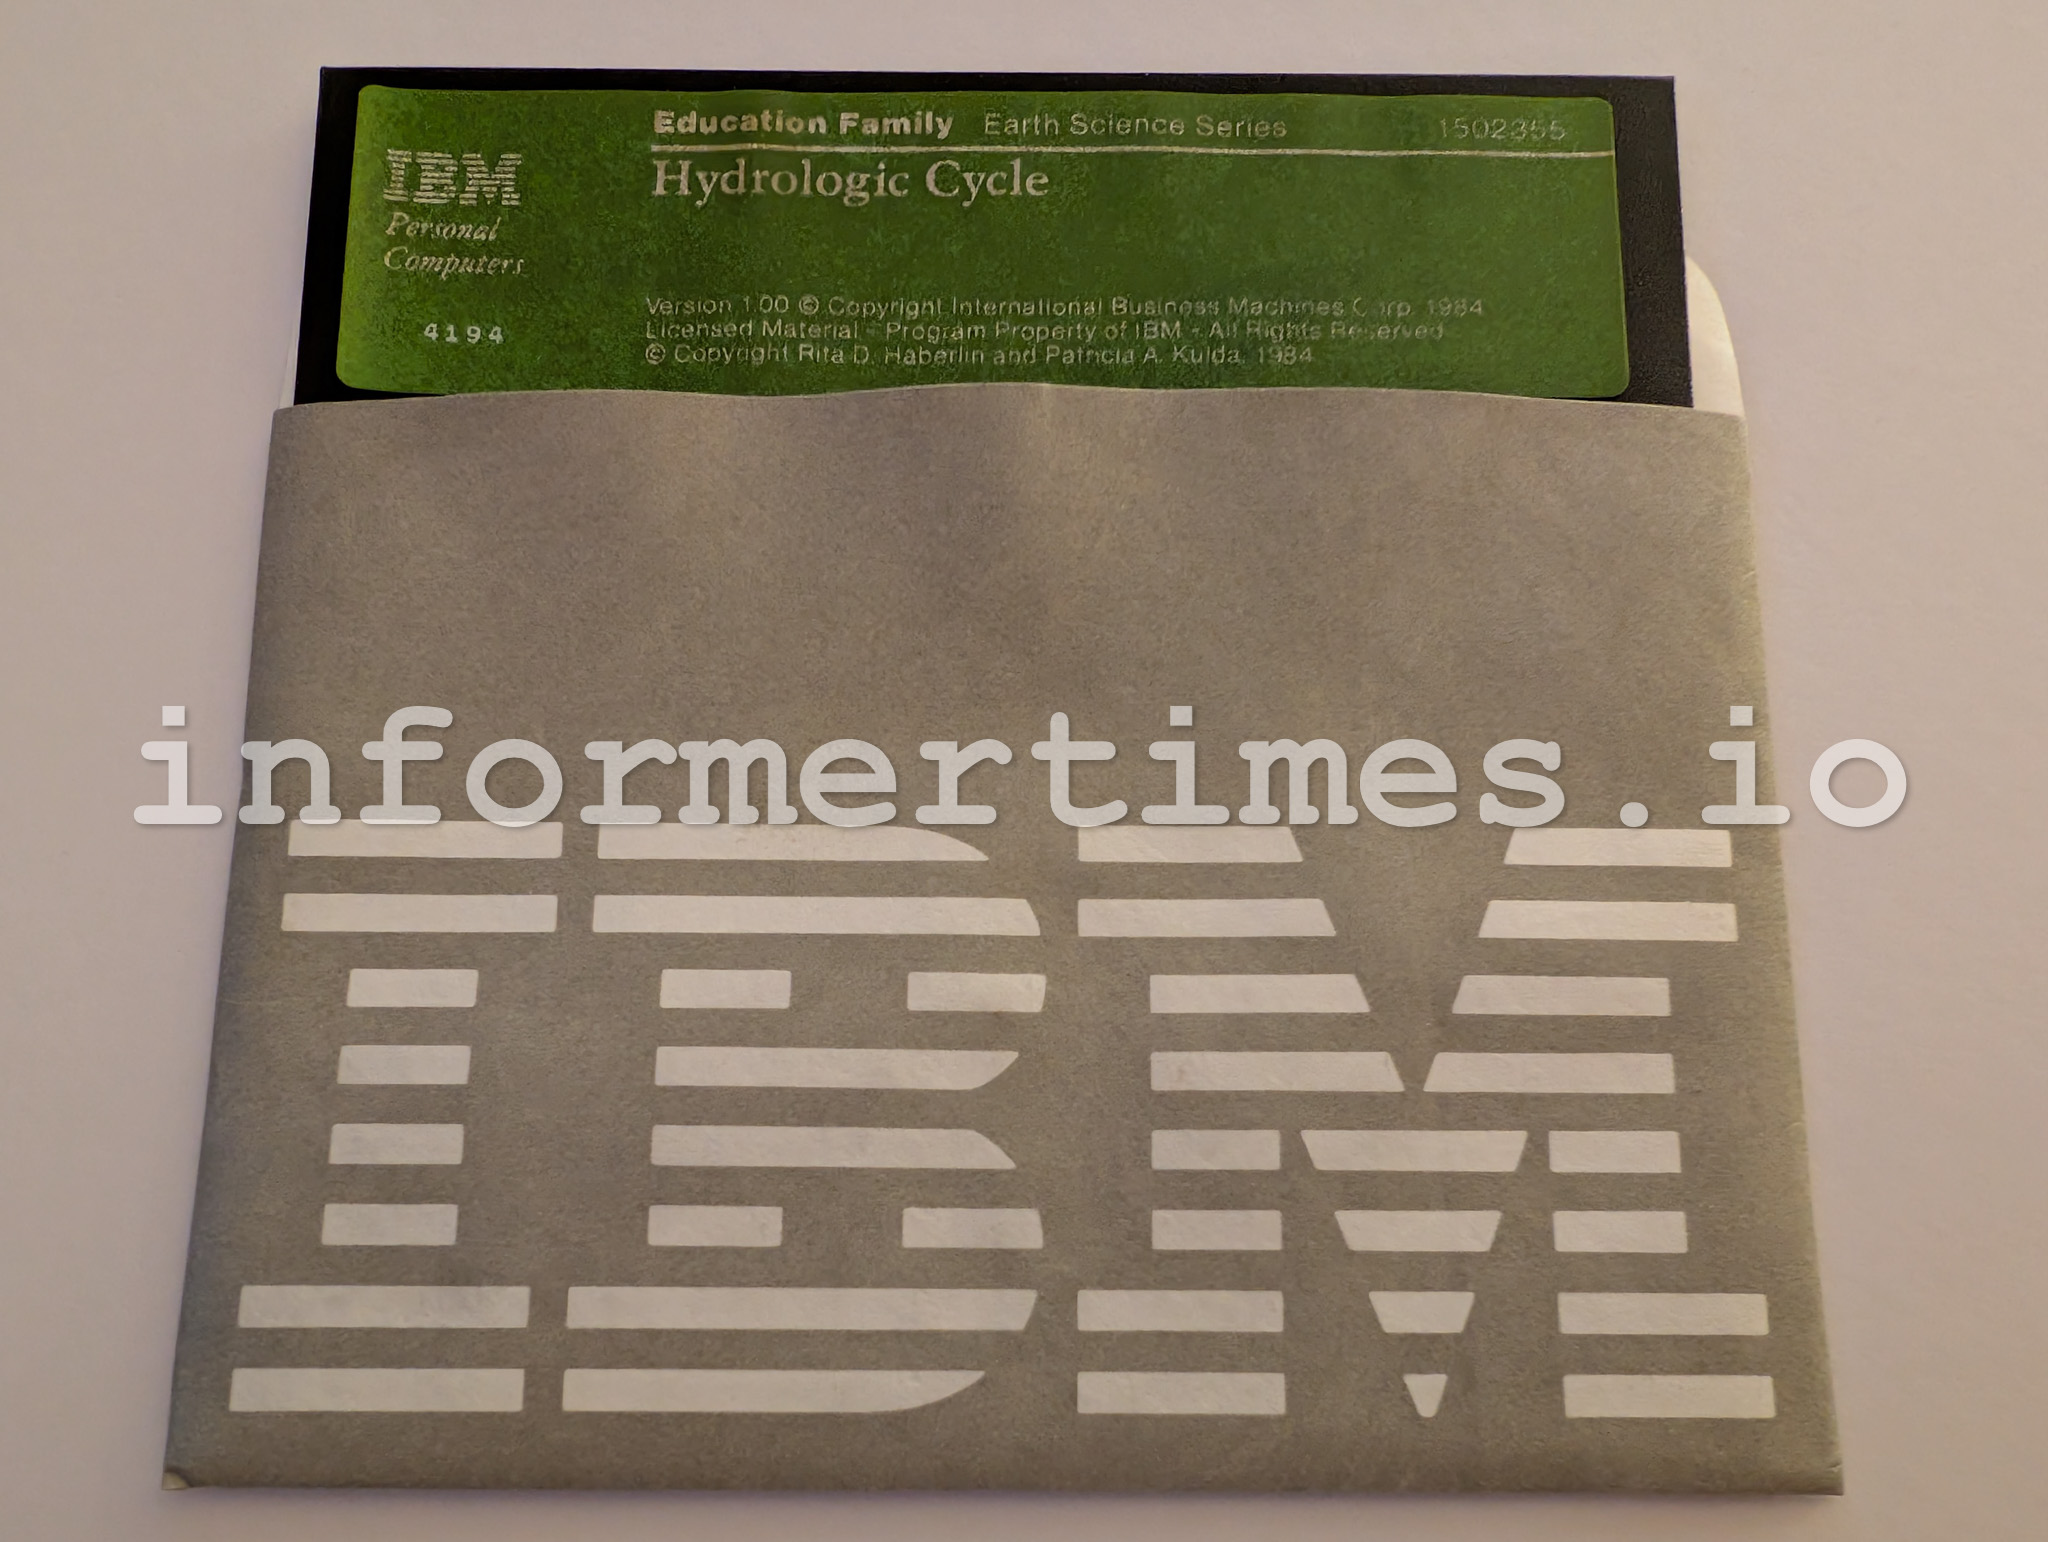 Education Family Earth Science Series 1502355
IBM
Personal
Computers
Hydrologic Cycle
4194
Version 1.00 © Copyright International Business Machines Corp. 1984
Licensed Material - Program Property of IBM - All Rights Reserved
© Copyright Rita D. Haberlin and Patricia A. Kulda, 1984
informertimes.io
IBM